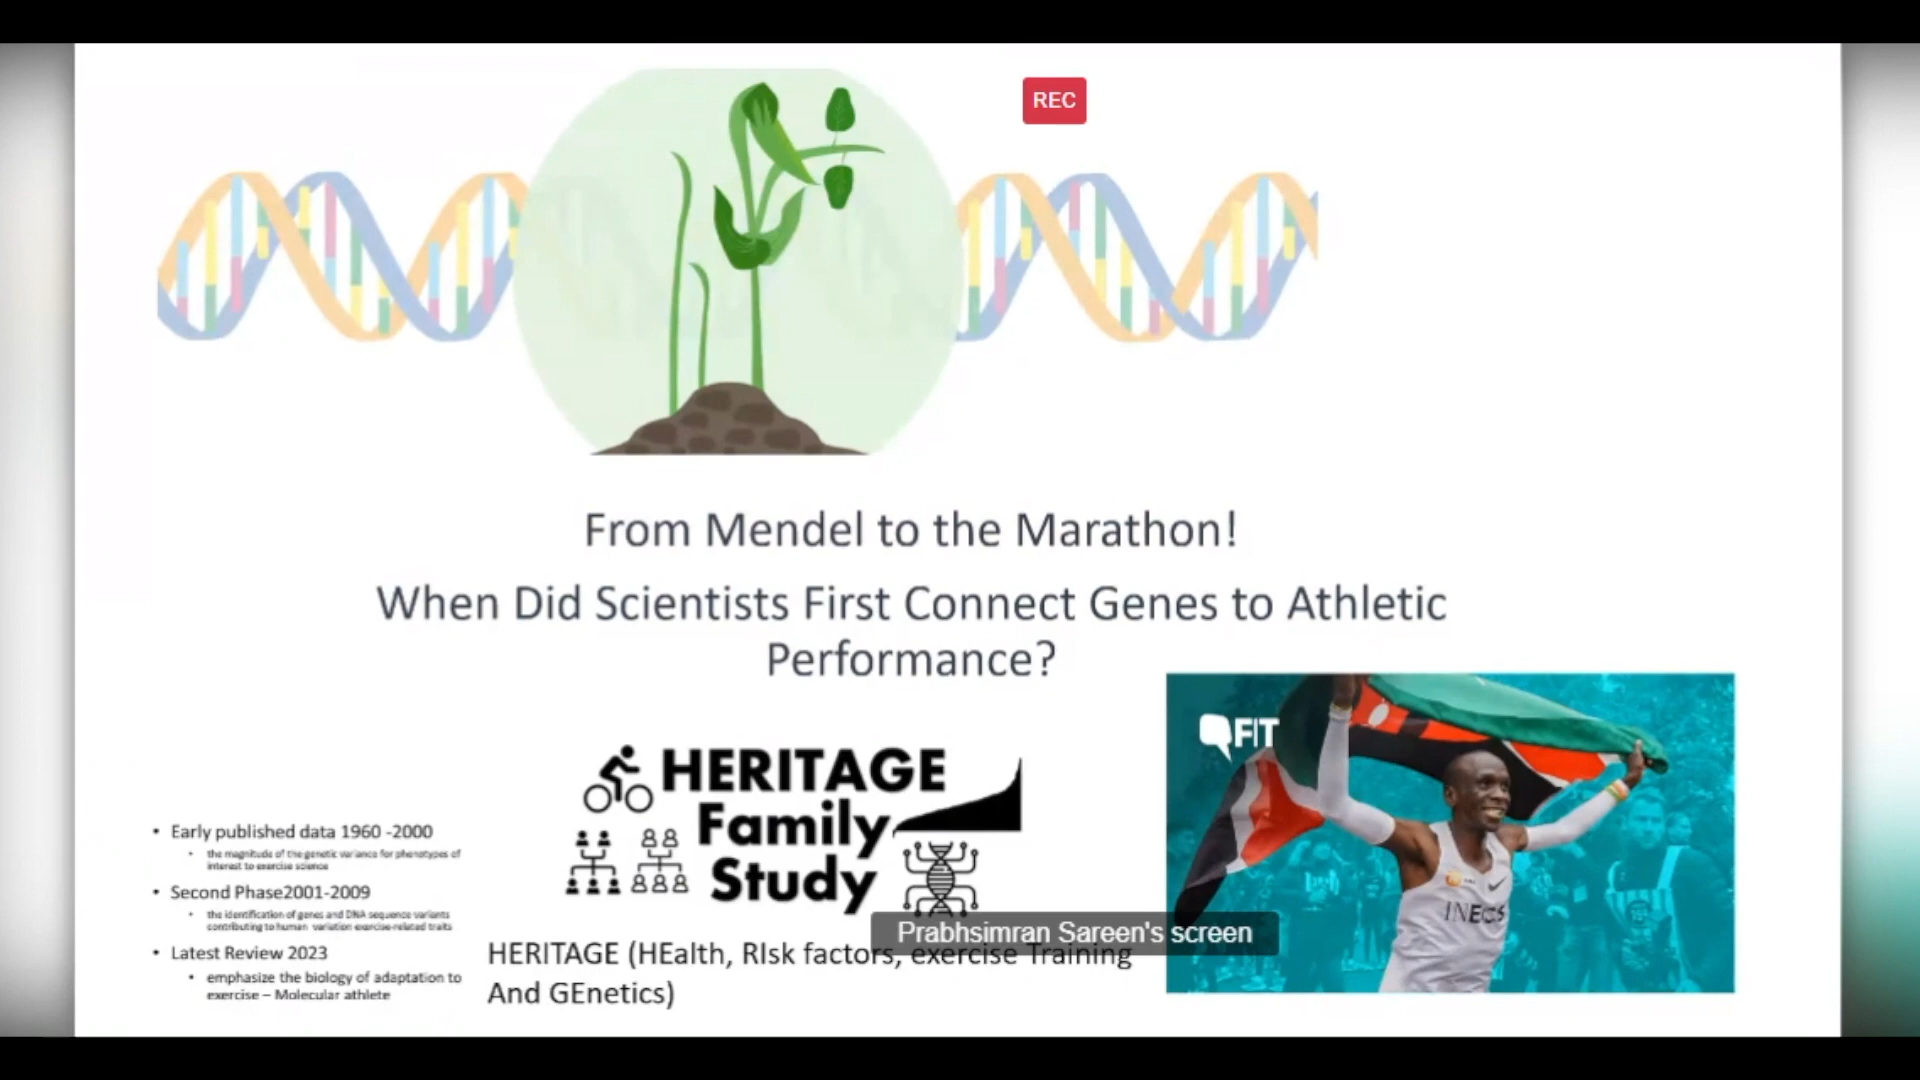 REC
From Mendel to the Marathon!
When Did Scientists First Connect Genes to Athletic
Performance?
FIT
INEOS
HERITAGE
Family
Study
• Early published data 1960 -2000
• the magnitude of the genetic variance for phenotypes of
interest to exercise science
• Second Phase2001-2009
• the identification of genes and DNA sequence variants
contributing to human variation exercise-related traits
• Latest Review 2023
• emphasize the biology of adaptation to
exercise – Molecular athlete
Prabhsimran Sareen's screen
HERITAGE (HEalth, RIsk factors, exercise Training
And GEnetics)